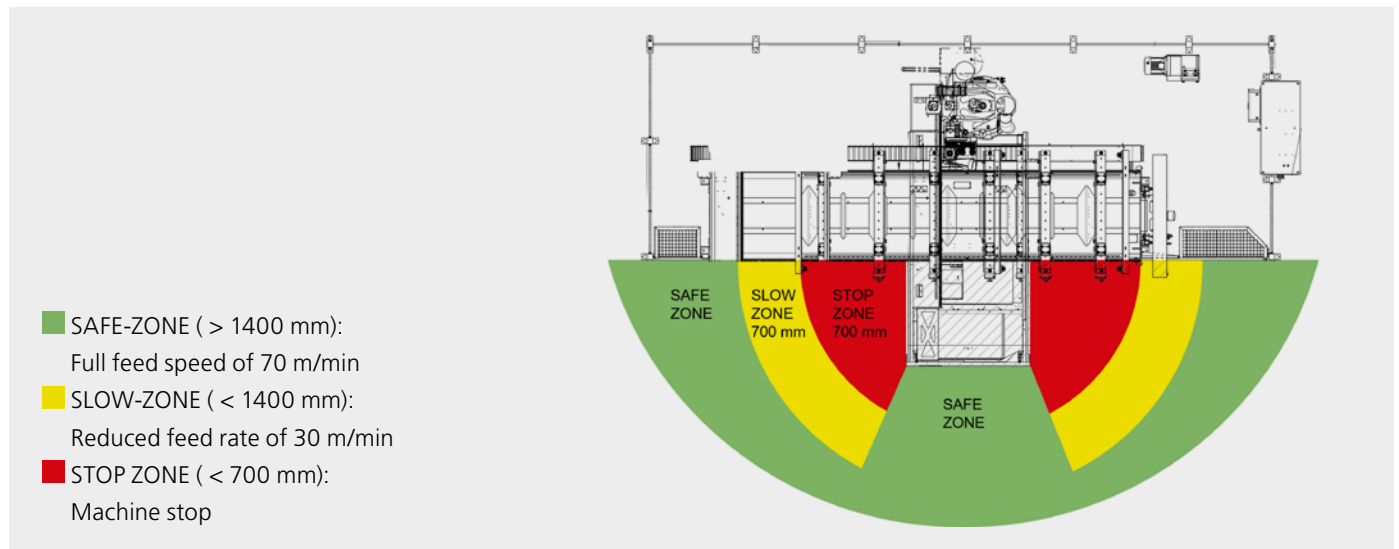 SAFE-ZONE ( > 1400 mm):
Full feed speed of 70 m/min
SLOW-ZONE ( < 1400 mm):
Reduced feed rate of 30 m/min
STOP ZONE ( < 700 mm):
Machine stop
SAFE
ZONE
SLOW
ZONE
700 mm
STOP
ZONE
700 mm
SAFE
ZONE